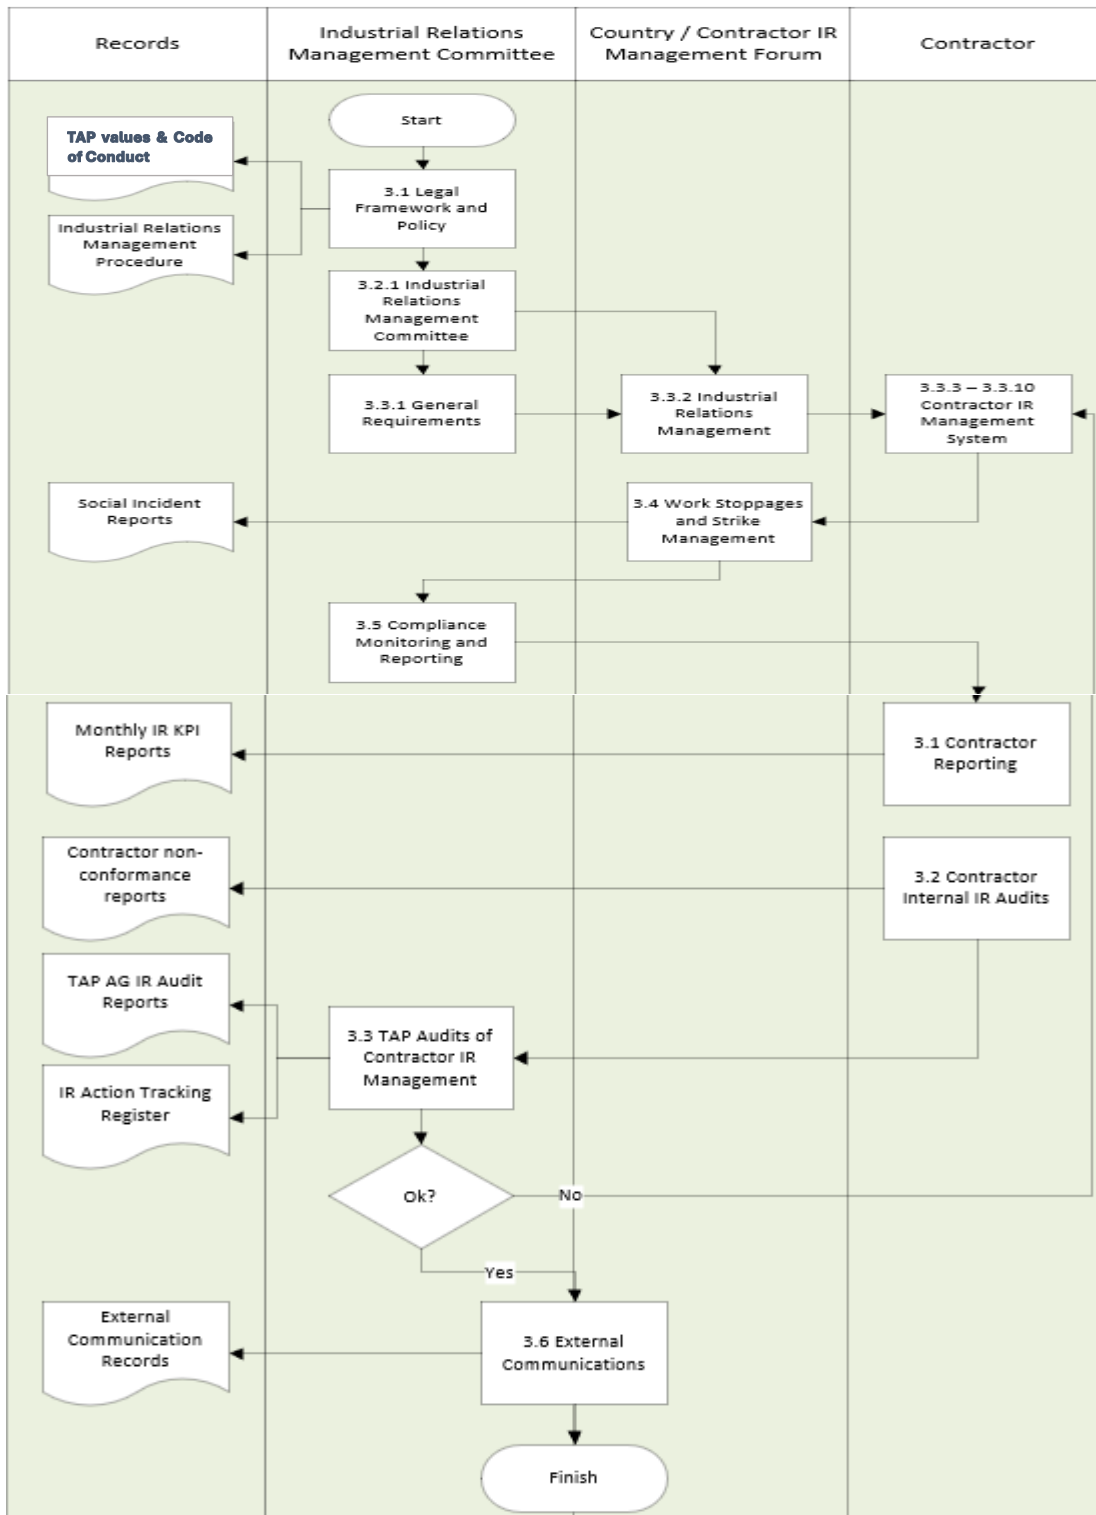 Records
Industrial Relations
Management Committee
Country / Contractor IR
Management Forum
Contractor
Start
TAP values & Code
of Conduct
3.1 Legal
Framework and
Policy
Industrial Relations
Management
Procedure
3.2.1 Industrial
Relations
Management
Committee
3.3.1 General
Requirements
3.3.2 Industrial
Relations
Management
3.3.3 – 3.3.10
Contractor IR
Management
System
Social Incident
Reports
3.4 Work Stoppages
and Strike
Management
3.5 Compliance
Monitoring and
Reporting
Monthly IR KPI
Reports
3.1 Contractor
Reporting
Contractor non-
conformance
reports
3.2 Contractor
Internal IR Audits
TAP AG IR Audit
Reports
3.3 TAP Audits of
Contractor IR
Management
IR Action Tracking
Register
Ok?
No
Yes
External
Communication
Records
3.6 External
Communications
Finish